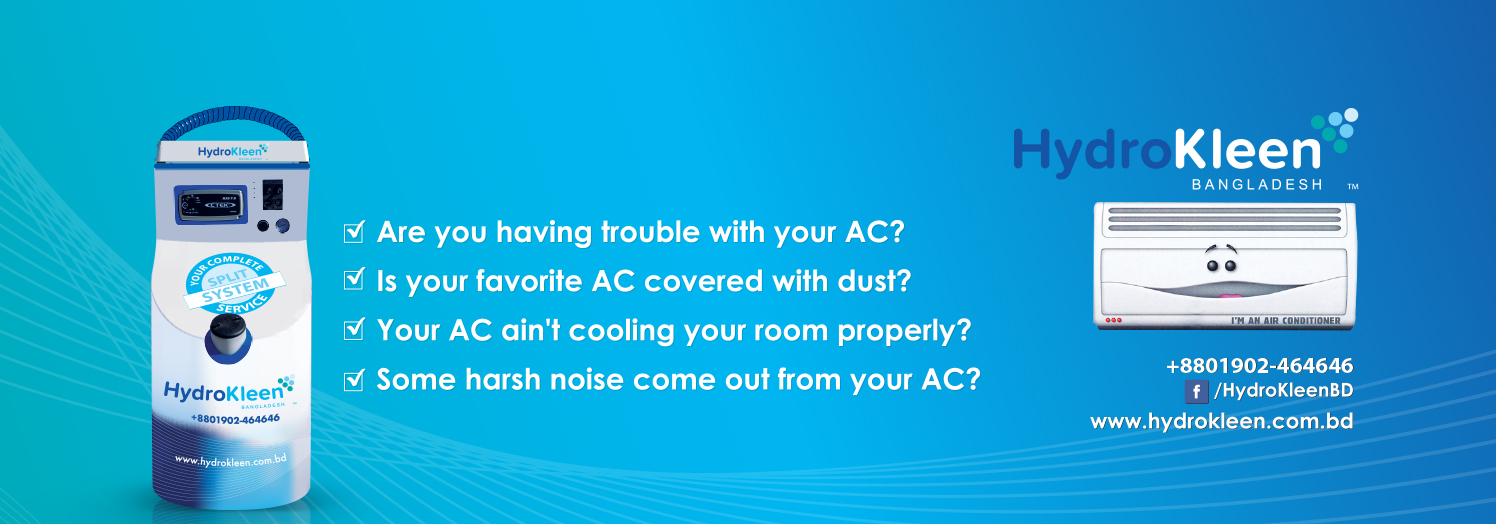 HydroKleen
BANGLADESH
CTEK
YOUR COMPLETE
SPLIT
SYSTEM
SERVICE
HydroKleen
BANGLADESH
+8801902-464646
www.hydrokleen.com.bd
Are you having trouble with your AC?
Is your favorite AC covered with dust?
Your AC ain't cooling your room properly?
Some harsh noise come out from your AC?
HydroKleen
BANGLADESH TM
I'M AN AIR CONDITIONER
+8801902-464646
f /HydroKleenBD
www.hydrokleen.com.bd